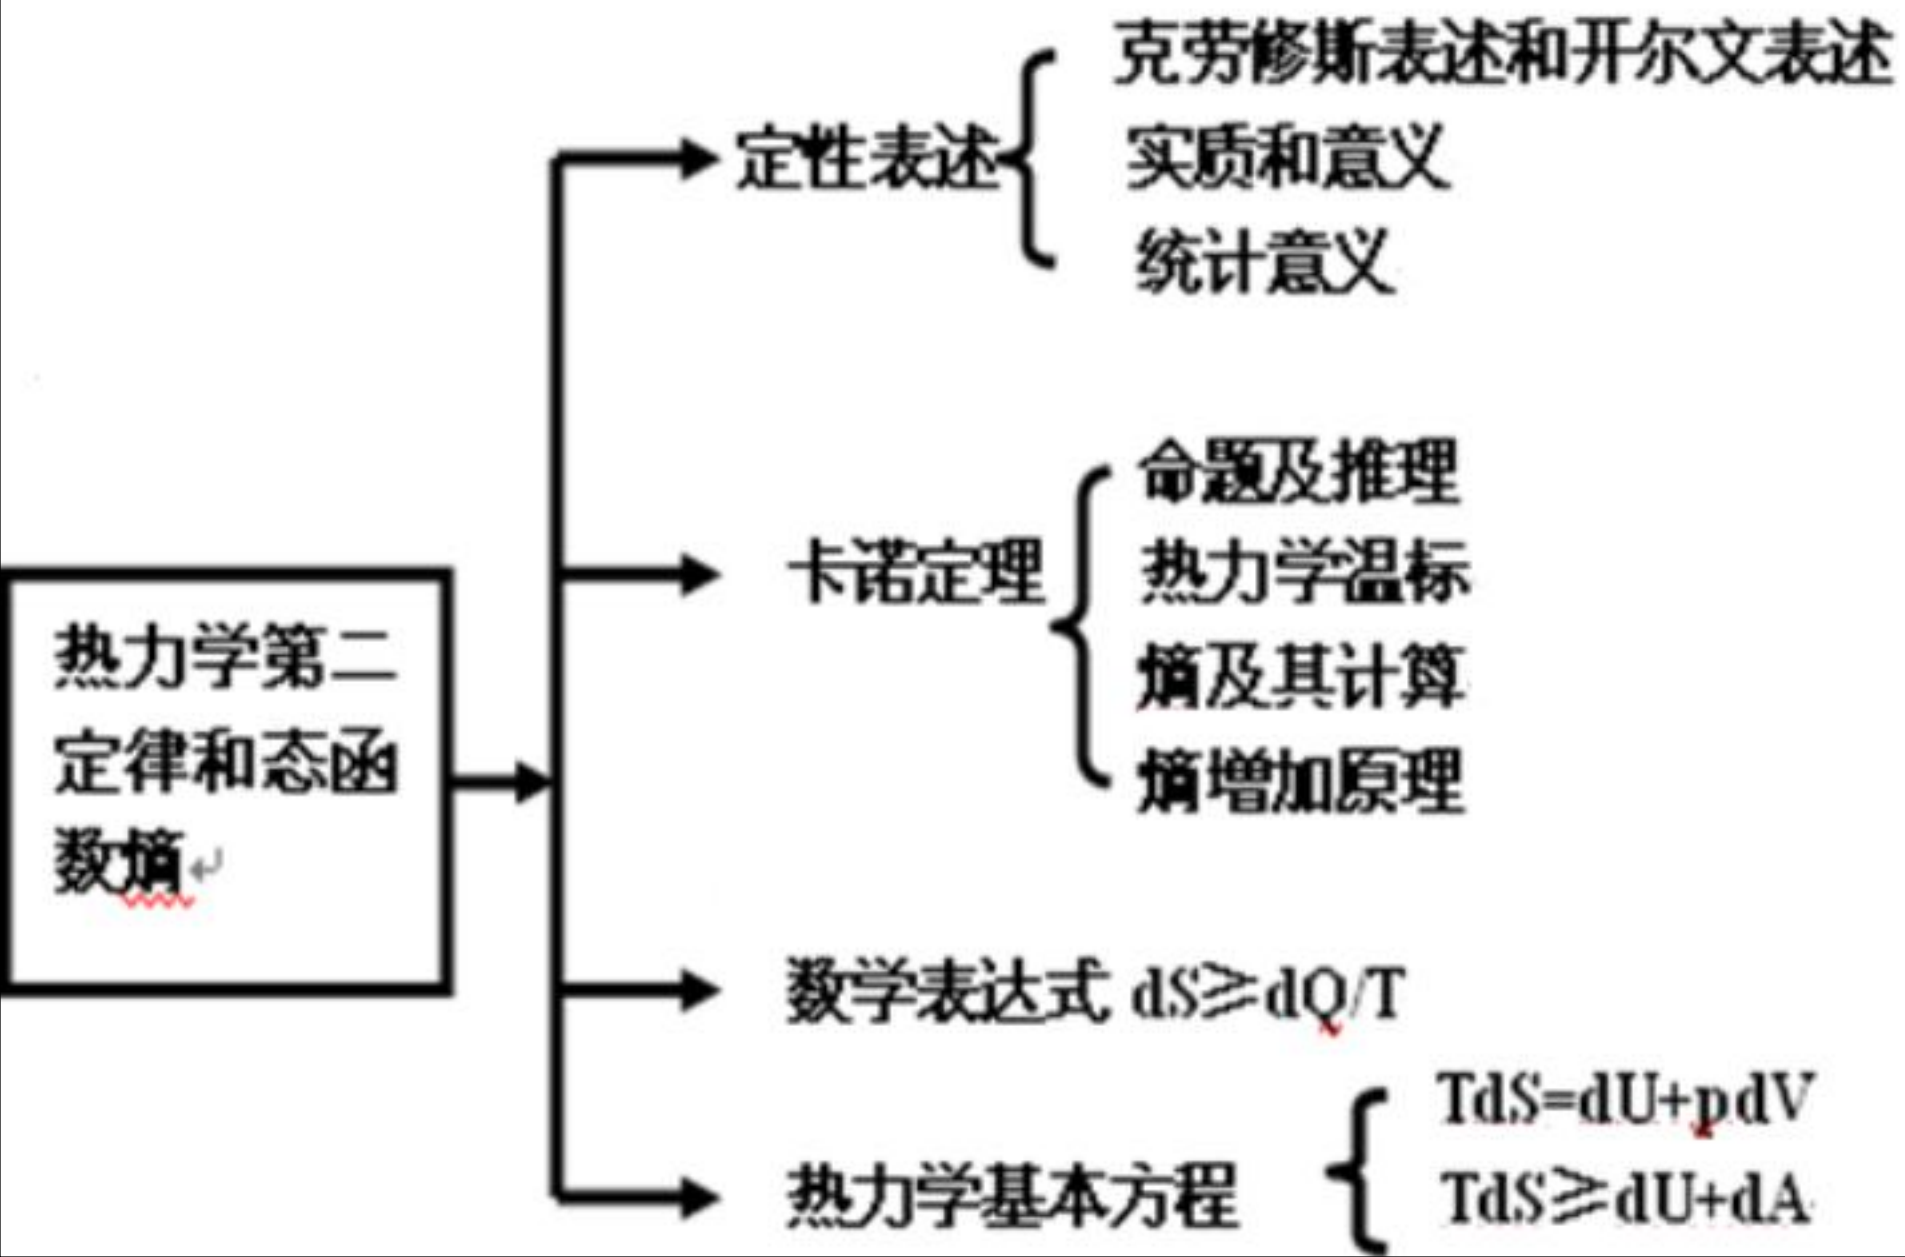 克劳修斯表述和开尔文表述
定性表述
实质和意义
统计意义
命题及推理
卡诺定理
热力学温标
熵及其计算
熵增加原理
热力学第二
定律和态函
数熵
数学表达式 dS≥dQ/T
热力学基本方程
TdS=dU+pdV
TdS≥dU+dA